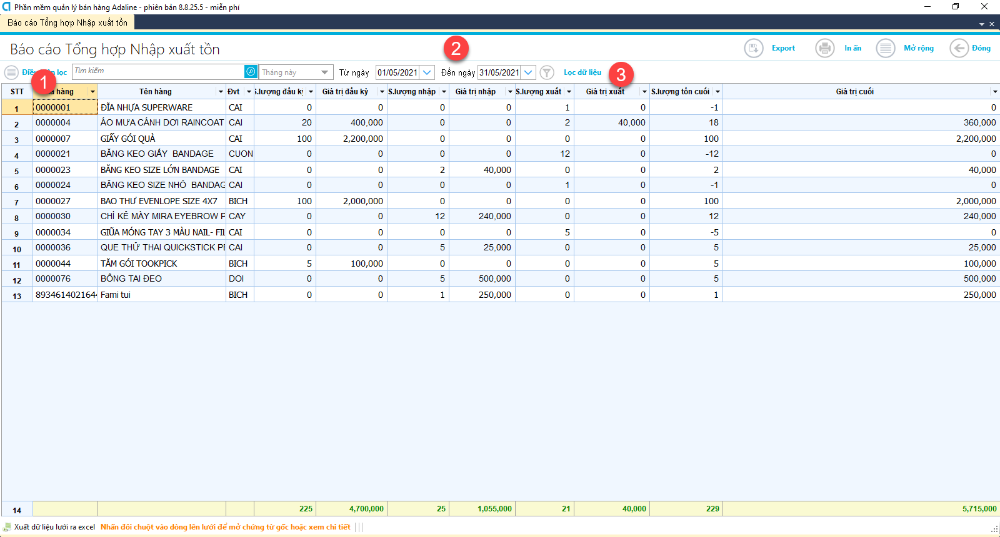 Phần mềm quản lý bán hàng Adaline - phiên bản 8.8.25.5 - miễn phí
Báo cáo Tổng hợp Nhập xuất tồn
Báo cáo Tổng hợp Nhập xuất tồn 2 Export In ấn Mở rộng Đóng
lọc Tìm kiếm Tháng này Từ ngày 01/05/2021 Đến ngày 31/05/2021 Lọc dữ liệu 3
STT 1 hàng Tên hàng Đvt S.lượng đầu kỳ Giá trị đầu kỳ S.lượng nhập Giá trị nhập S.lượng xuất Giá trị xuất S.lượng tồn cuối Giá trị cuối
1 0000001 ĐĨA NHỰA SUPERWARE CAI 0 0 0 0 1 0 -1 0
2 0000004 ÁO MƯA CÁNH DƠI RAINCOAT CAI 20 400,000 0 0 2 40,000 18 360,000
3 0000007 GIẤY GÓI QUÀ CAI 100 2,200,000 0 0 0 0 100 2,200,000
4 0000021 BĂNG KEO GIẤY BANDAGE CUON 0 0 0 0 12 0 -12 0
5 0000023 BĂNG KEO SIZE LỚN BANDAGE CAI 0 0 2 40,000 0 0 2 40,000
6 0000024 BĂNG KEO SIZE NHỎ BANDAG CAI 0 0 0 0 1 0 -1 0
7 0000027 BAO THƯ EVENLOPE SIZE 4X7 BICH 100 2,000,000 0 0 0 0 100 2,000,000
8 0000030 CHÌ KẺ MÀY MIRA EYEBROW P CAY 0 0 12 240,000 0 0 12 240,000
9 0000034 GIŨA MÓNG TAY 3 MÀU NAIL- FIL CAI 0 0 0 0 5 0 -5 0
10 0000036 QUE THỬ THAI QUICKSTICK PE CAI 0 0 5 25,000 0 0 5 25,000
11 0000044 TĂM GÓI TOOKPICK BICH 5 100,000 0 0 0 0 5 100,000
12 0000076 BÔNG TAI ĐEO DOI 0 0 5 500,000 0 0 5 500,000
13 893461402164 Fami tui BICH 0 0 1 250,000 0 0 1 250,000
14 225 4,700,000 25 1,055,000 21 40,000 229 5,715,000
Xuất dữ liệu lưới ra excel Nhấn đôi chuột vào dòng lên lưới để mở chứng từ gốc hoặc xem chi tiết